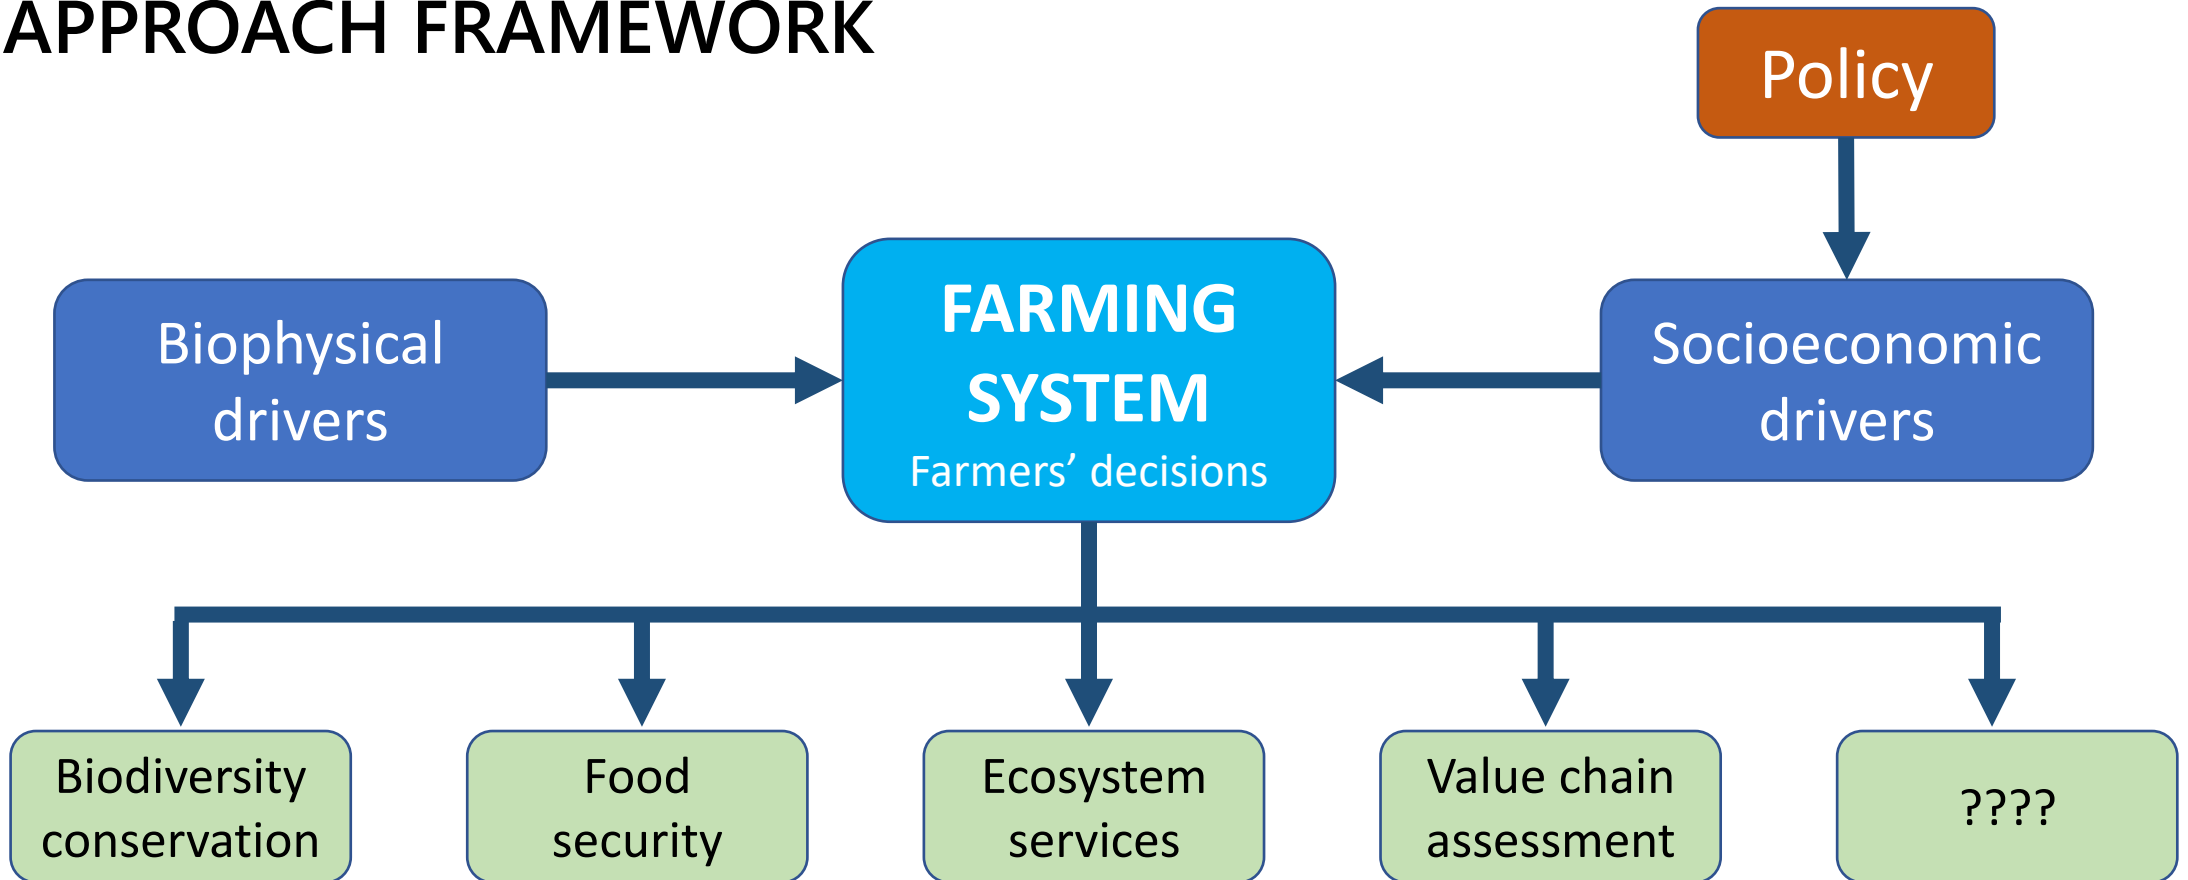 APPROACH FRAMEWORK
Policy
Biophysical
drivers
FARMING
SYSTEM
Farmers’ decisions
Socioeconomic
drivers
Biodiversity
conservation
Food
security
Ecosystem
services
Value chain
assessment
????